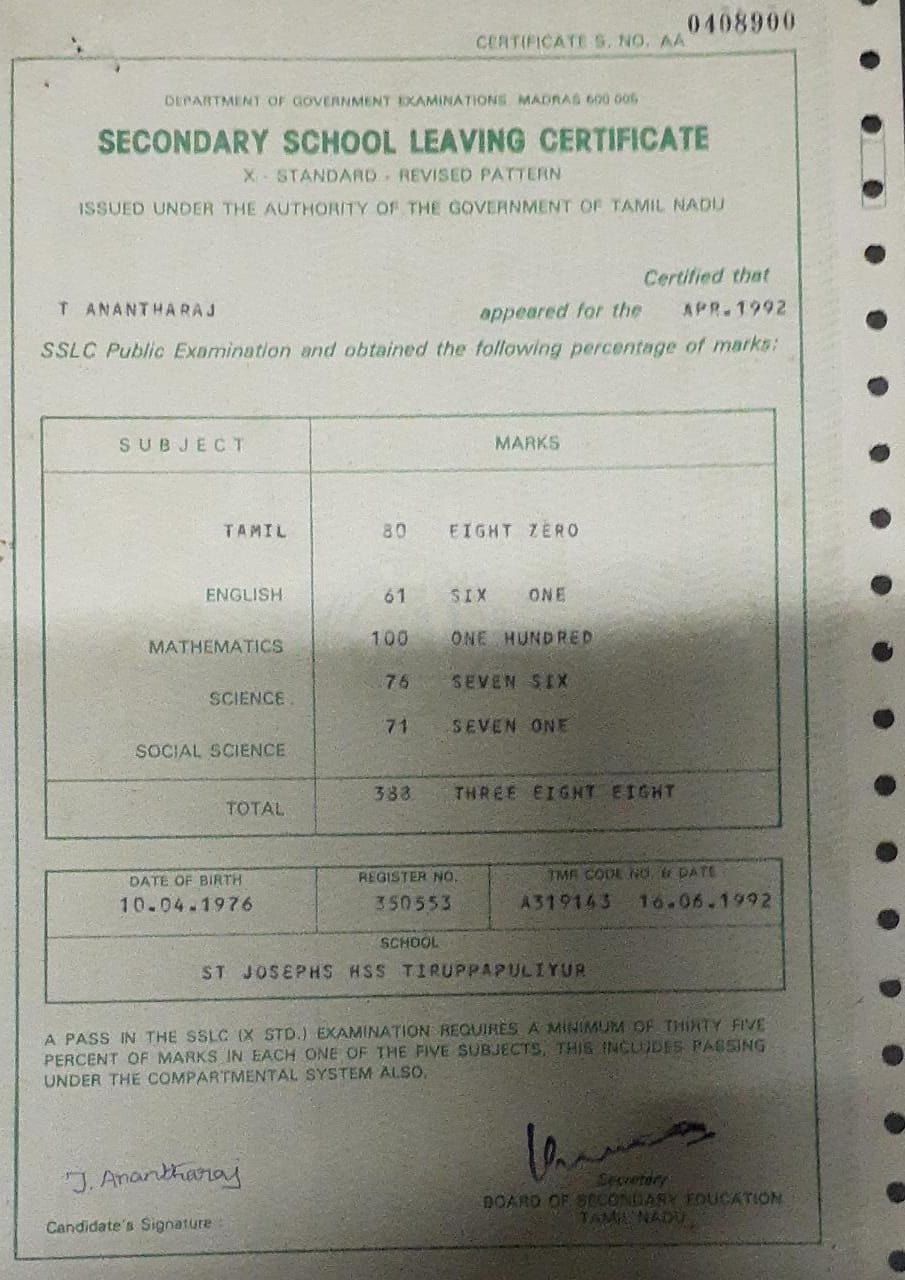 0408900
CERTIFICATE S. NO. AA
DEPARTMENT OF GOVERNMENT EXAMINATIONS MADRAS 600 006
SECONDARY SCHOOL LEAVING CERTIFICATE
X - STANDARD - REVISED PATTERN
ISSUED UNDER THE AUTHORITY OF THE GOVERNMENT OF TAMIL NADU
Certified that
T ANANTHARAJ appeared for the APR.1992
SSLC Public Examination and obtained the following percentage of marks:
SUBJECT MARKS
TAMIL 80 EIGHT ZERO
ENGLISH 61 SIX ONE
MATHEMATICS 100 ONE HUNDRED
SCIENCE 76 SEVEN SIX
SOCIAL SCIENCE 71 SEVEN ONE
TOTAL 388 THREE EIGHT EIGHT
DATE OF BIRTH REGISTER NO. TMR CODE NO. & DATE
10.04.1976 350553 A319143 16.06.1992
SCHOOL
ST JOSEPHS HSS TIRUPPAPULIYUR
A PASS IN THE SSLC (X STD.) EXAMINATION REQUIRES A MINIMUM OF THIRTY FIVE
PERCENT OF MARKS IN EACH ONE OF THE FIVE SUBJECTS. THIS INCLUDES PASSING
UNDER THE COMPARTMENTAL SYSTEM ALSO.
T. Anantharaj
Secretary
BOARD OF SECONDARY EDUCATION
TAMIL NADU
Candidate's Signature :